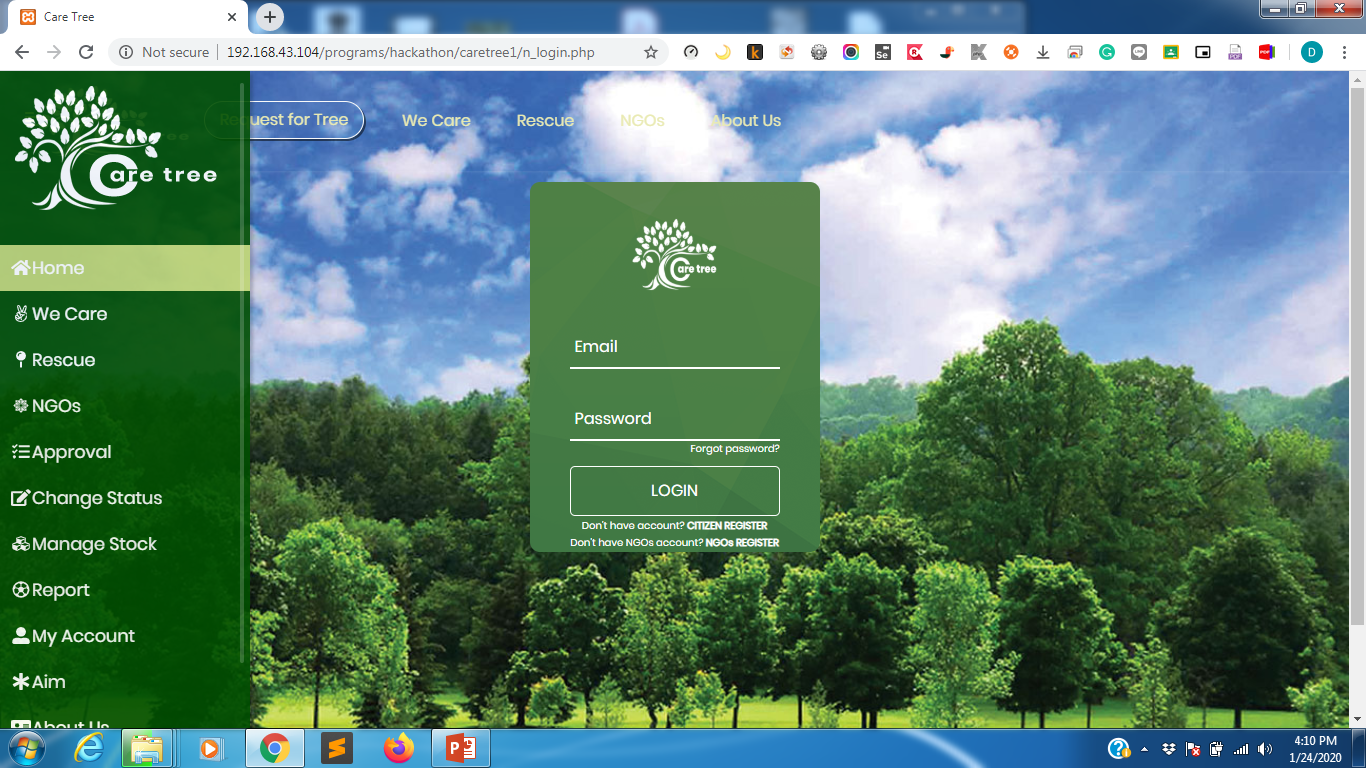 Care Tree
Not secure
192.168.43.104/programs/hackathon/caretree1/n_login.php
Care tree
Request for Tree
We Care
Rescue
NGOs
About Us
Home
We Care
Rescue
NGOs
Approval
Change Status
Manage Stock
Report
My Account
Aim
About Us
Care tree
Email
Password
Forgot password?
LOGIN
Don't have account? CITIZEN REGISTER
Don't have NGOs account? NGOs REGISTER
4:10 PM
1/24/2020